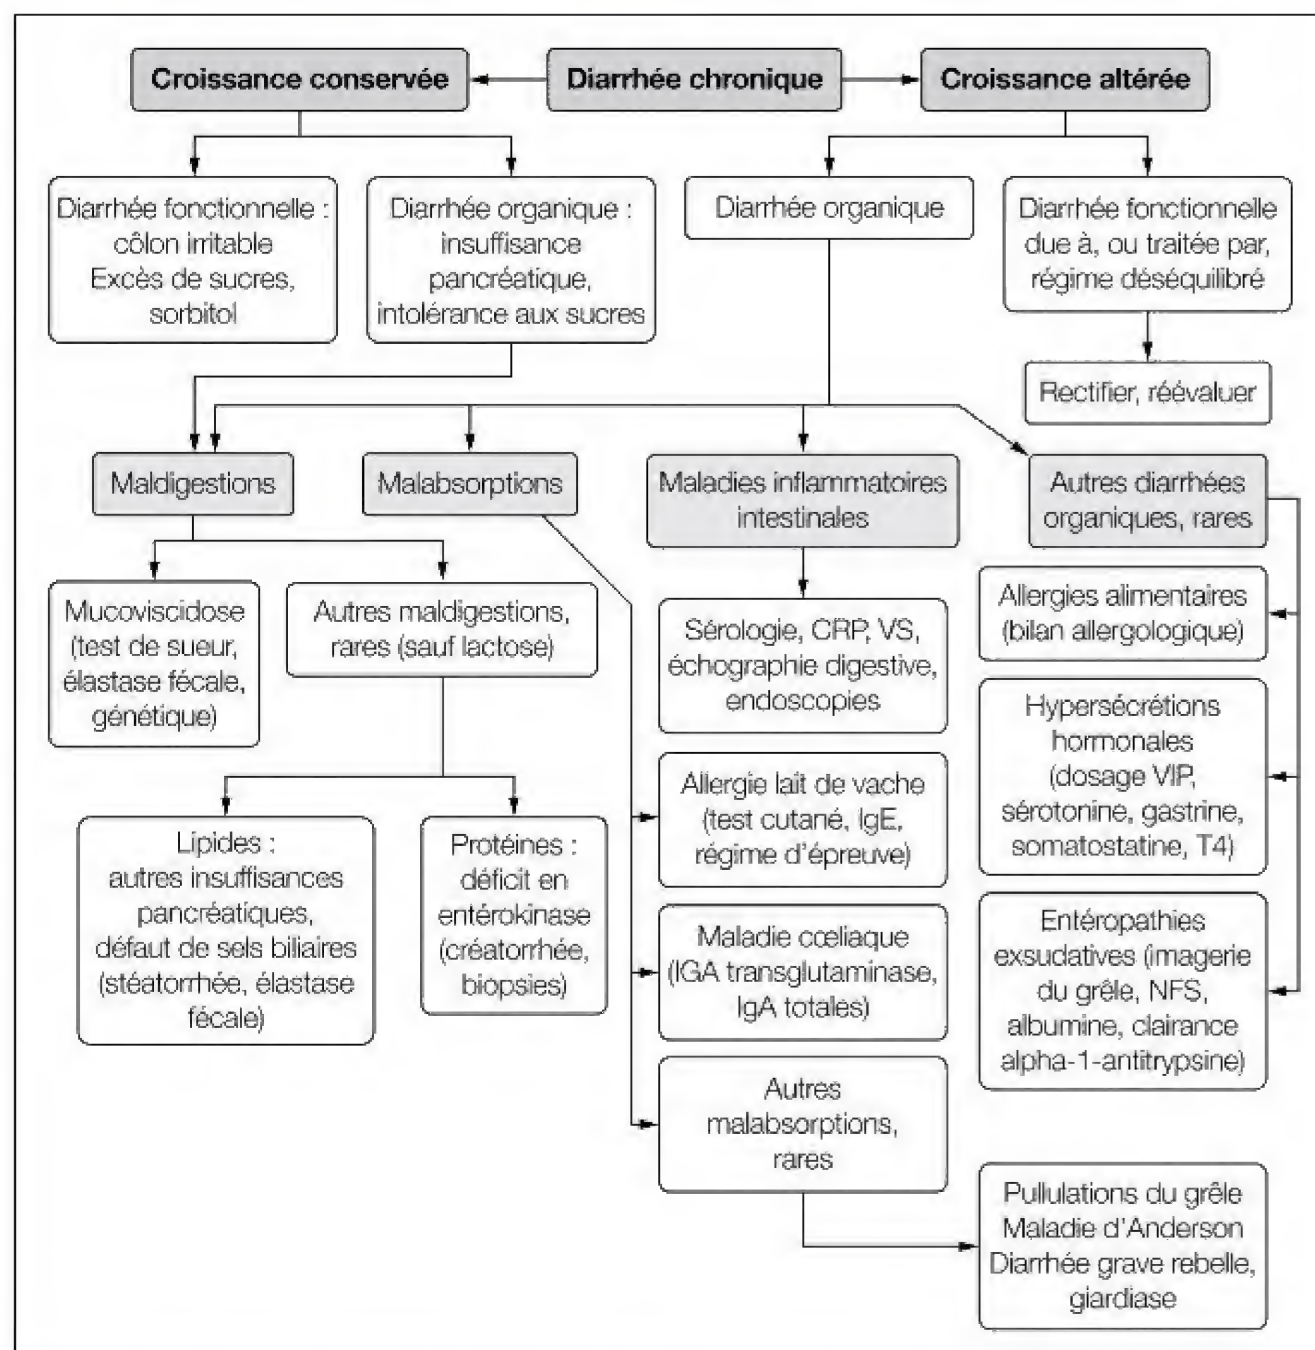 Croissance conservée
Diarrhée chronique
Croissance altérée
Diarrhée fonctionnelle :
côlon irritable
Excès de sucres,
sorbitol
Diarrhée organique :
insuffisance
pancréatique,
intolérance aux sucres
Diarrhée organique
Diarrhée fonctionnelle
due à, ou traitée par,
régime déséquilibré
Rectifier, réévaluer
Maldigestions
Malabsorptions
Maladies inflammatoires
intestinales
Autres diarrhées
organiques, rares
Mucoviscidose
(test de sueur,
élastase fécale,
génétique)
Autres maldigestions,
rares (sauf lactose)
Sérologie, CRP, VS,
échographie digestive,
endoscopies
Allergies alimentaires
(bilan allergologique)
Hypersécrétions
hormonales
(dosage VIP,
sérotonine, gastrine,
somatostatine, T4)
Lipides :
autres insuffisances
pancréatiques,
défaut de sels biliaires
(stéatorrhée, élastase
fécale)
Protéines :
déficit en
entérokinase
(créatorrhée,
biopsies)
Allergie lait de vache
(test cutané, IgE,
régime d'épreuve)
Maladie cœliaque
(IGA transglutaminase,
IgA totales)
Entéropathies
exsudatives (imagerie
du grêle, NFS,
albumine, clairance
alpha-1-antitrypsine)
Autres
malabsorptions,
rares
Pullulations du grêle
Maladie d'Anderson
Diarrhée grave rebelle,
giardiase